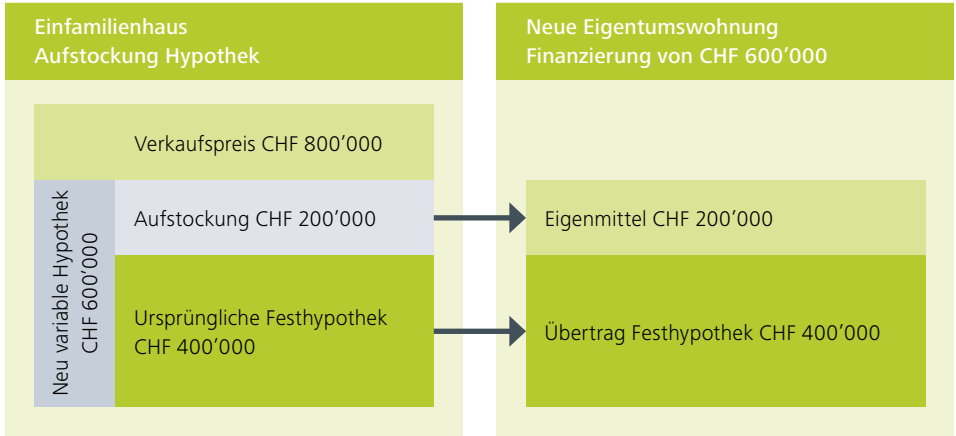 Einfamilienhaus
Aufstockung Hypothek
Verkaufspreis CHF 800’000
Neu variable Hypothek
CHF 600’000
Aufstockung CHF 200’000
Ursprüngliche Festhypothek
CHF 400’000
Neue Eigentumswohnung
Finanzierung von CHF 600’000
Eigenmittel CHF 200’000
Übertrag Festhypothek CHF 400’000